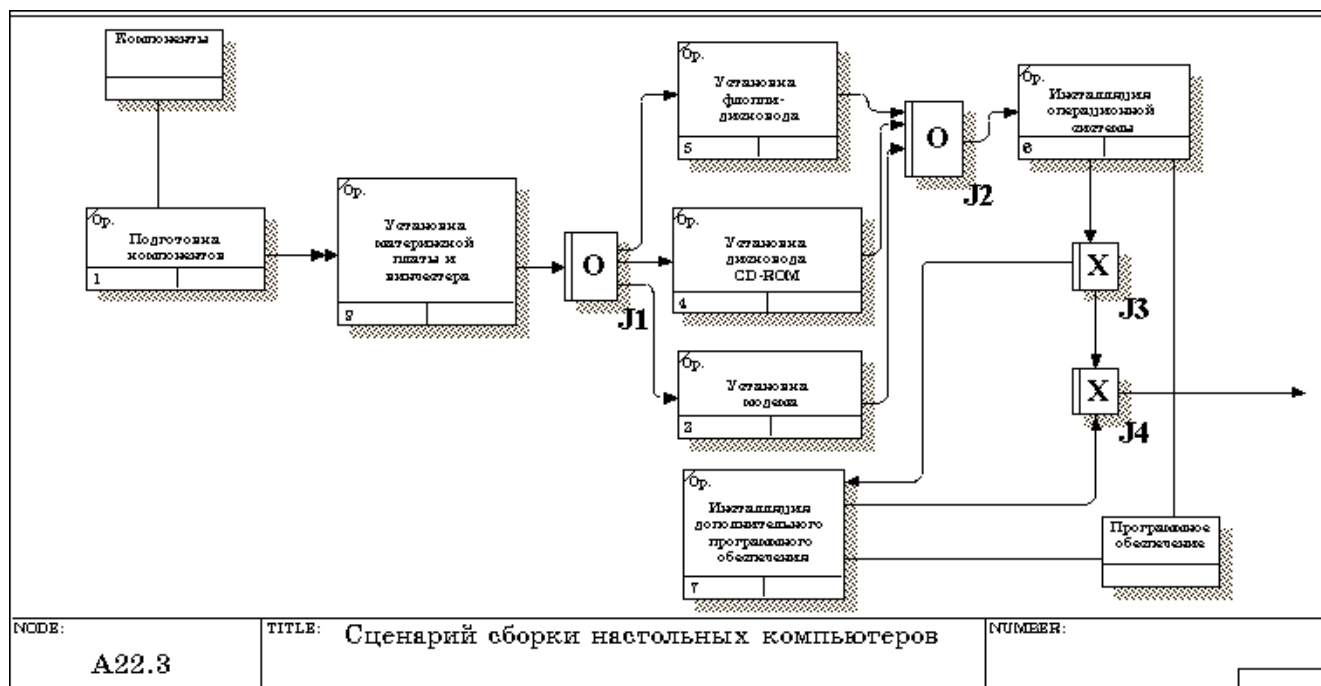 Компоненты
Ор.
Подготовка
компонентов
1
Ор.
Установка
материнской
платы и
винчестера
2
O
J1
Ор.
Установка
флоппи-
дисковода
5
Ор.
Установка
дисковода
CD-ROM
4
Ор.
Установка
модема
3
O
J2
Ор.
Инсталляция
операционной
системы
6
X
J3
X
J4
Ор.
Инсталляция
дополнительного
программного
обеспечения
7
Программное
обеспечение
NODE:
A22.3
TITLE: Сценарий сборки настольных компьютеров
NUMBER: